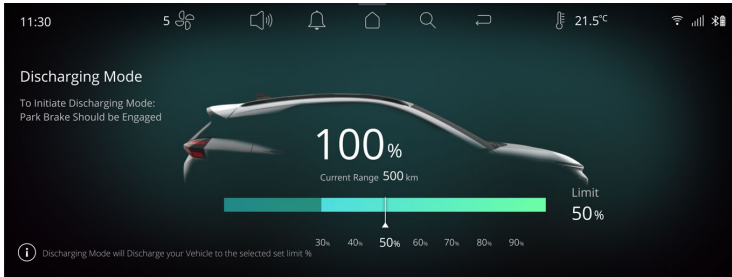 11:30 5 21.5°C
Discharging Mode
To Initiate Discharging Mode:
Park Brake Should be Engaged
100%
Current Range 500 km
Limit
50%
30% 40% 50% 60% 70% 80% 90%
i Discharging Mode will Discharge your Vehicle to the selected set limit %